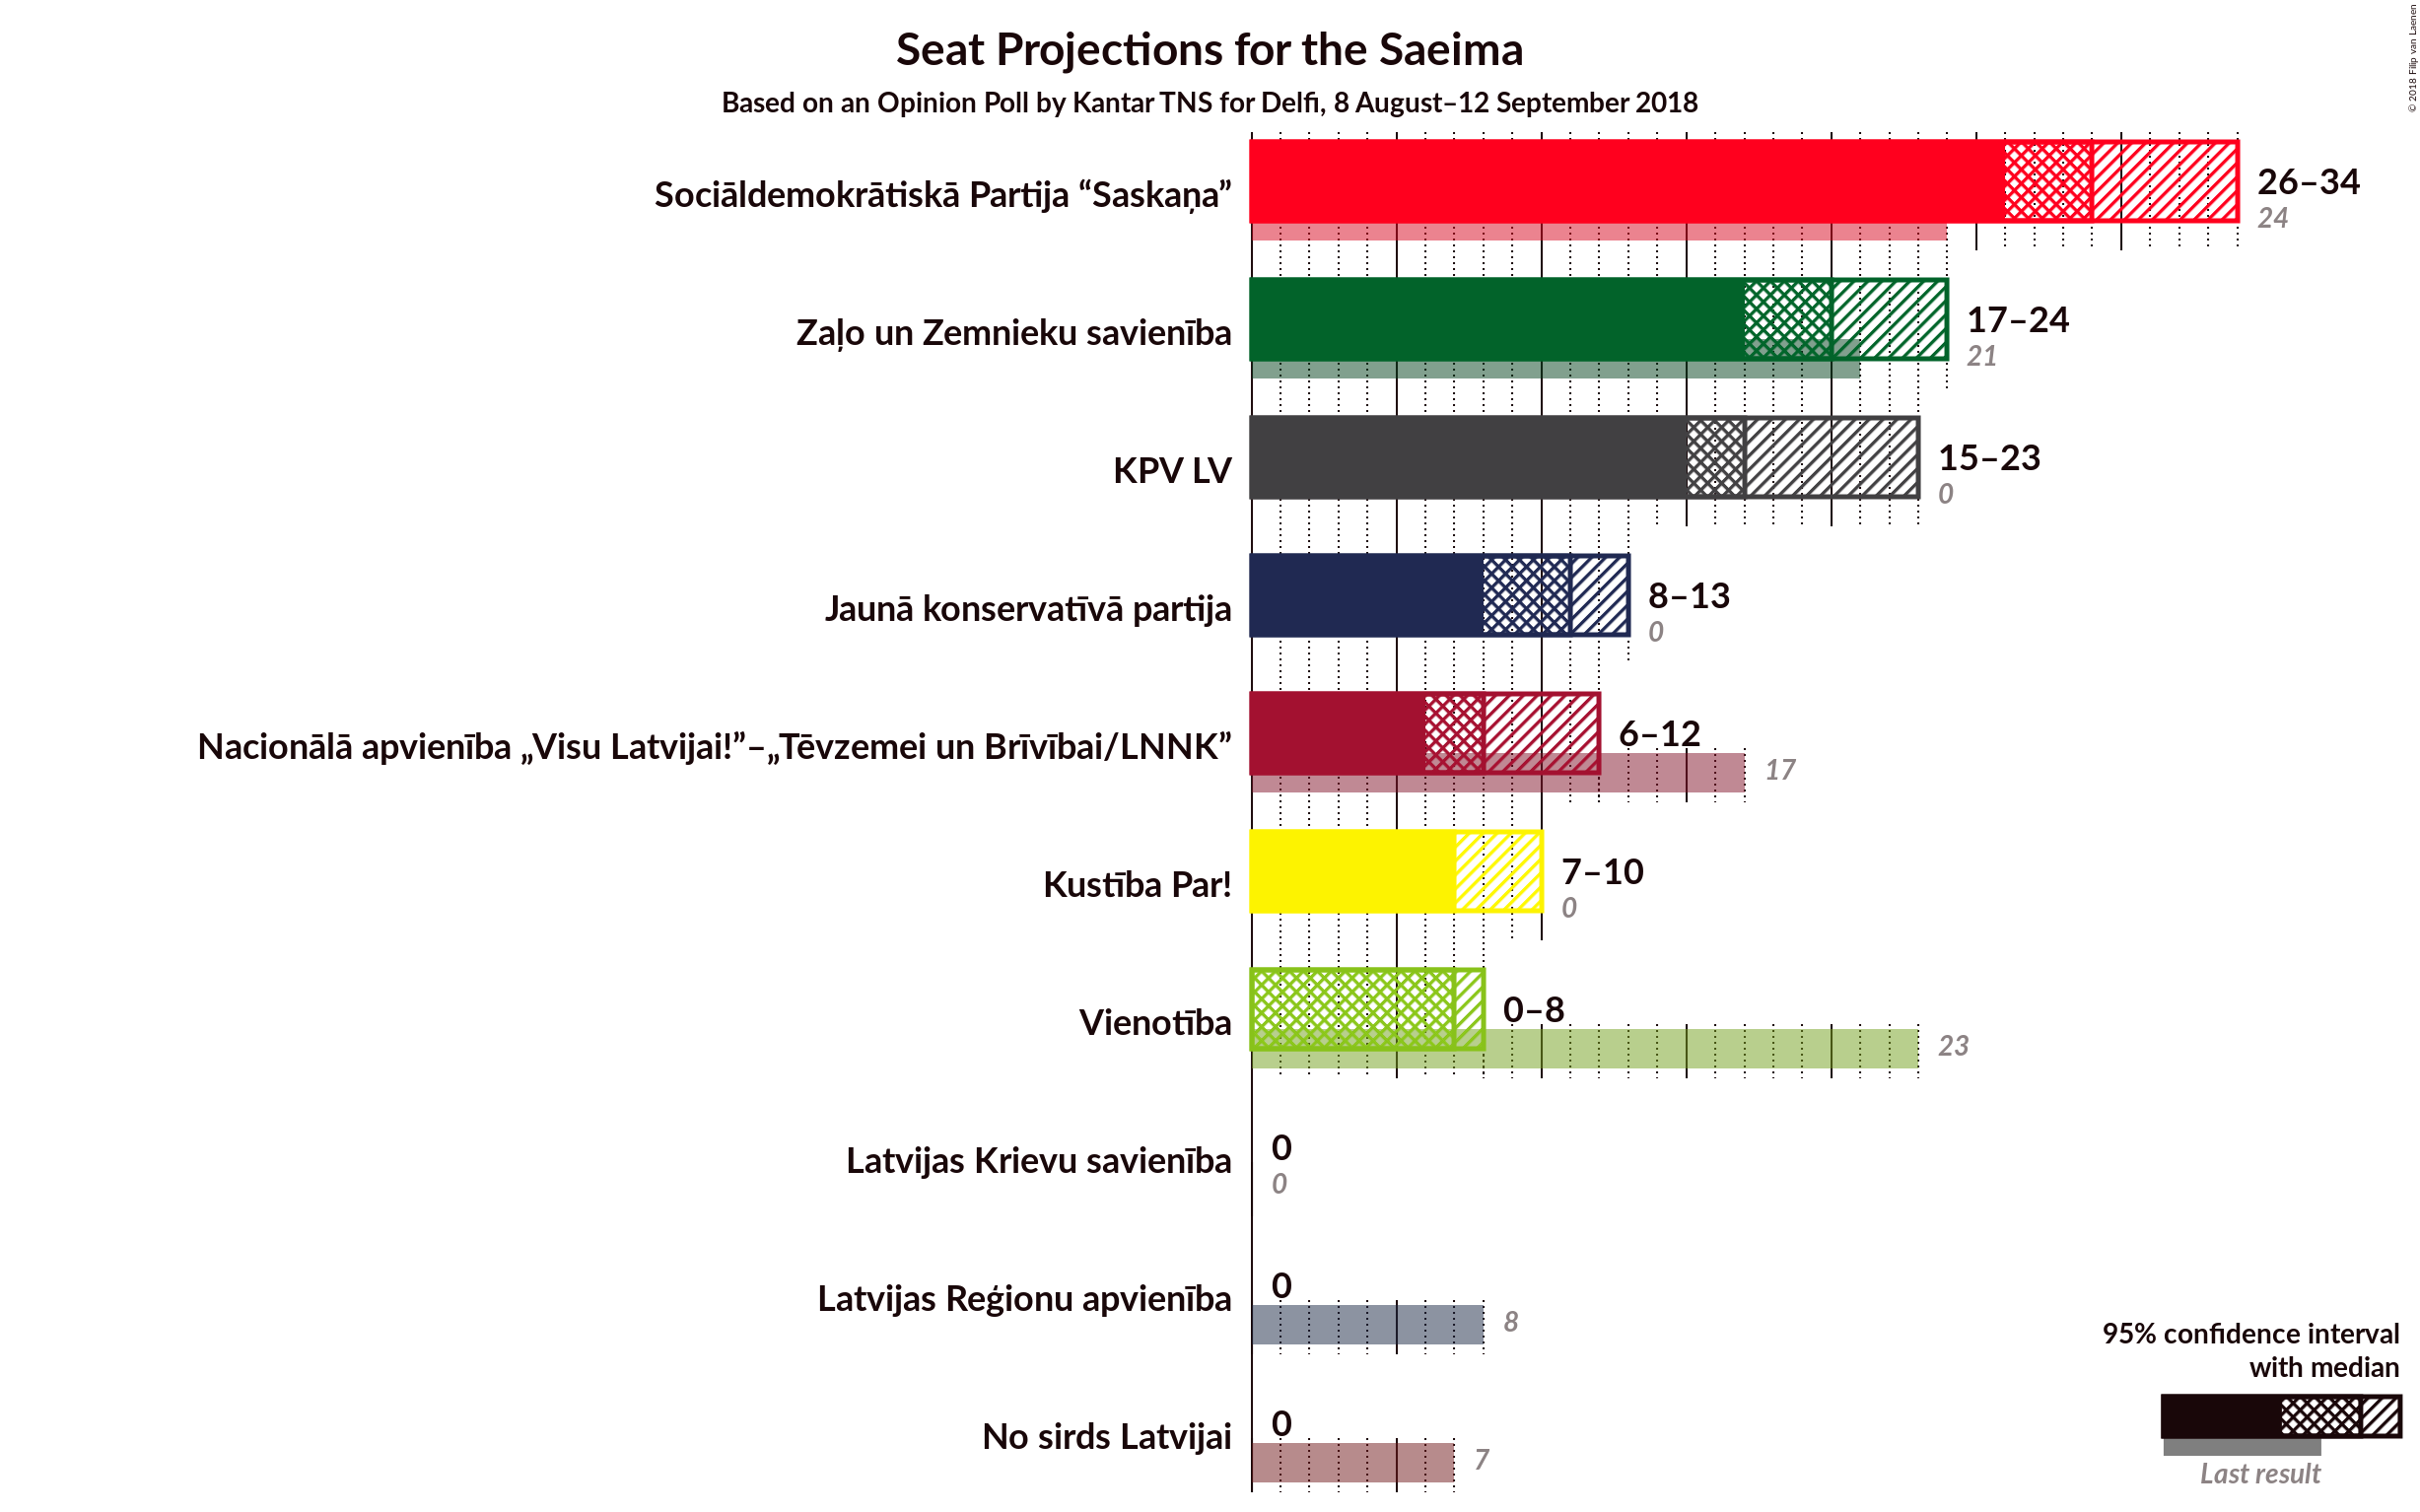 Seat Projections for the Saeima
Based on an Opinion Poll by Kantar TNS for Delfi, 8 August–12 September 2018
© 2018 Filip van Laenen
Sociāldemokrātiskā Partija “Saskaņa”
26–34
24
Zaļo un Zemnieku savienība
17–24
21
KPV LV
15–23
0
Jaunā konservatīvā partija
8–13
0
Nacionālā apvienība „Visu Latvijai!”–„Tēvzemei un Brīvībai/LNNK”
6–12
17
Kustība Par!
7–10
0
Vienotība
0–8
23
Latvijas Krievu savienība
0
0
Latvijas Reģionu apvienība
0
8
No sirds Latvijai
0
7
95% confidence interval
with median
Last result